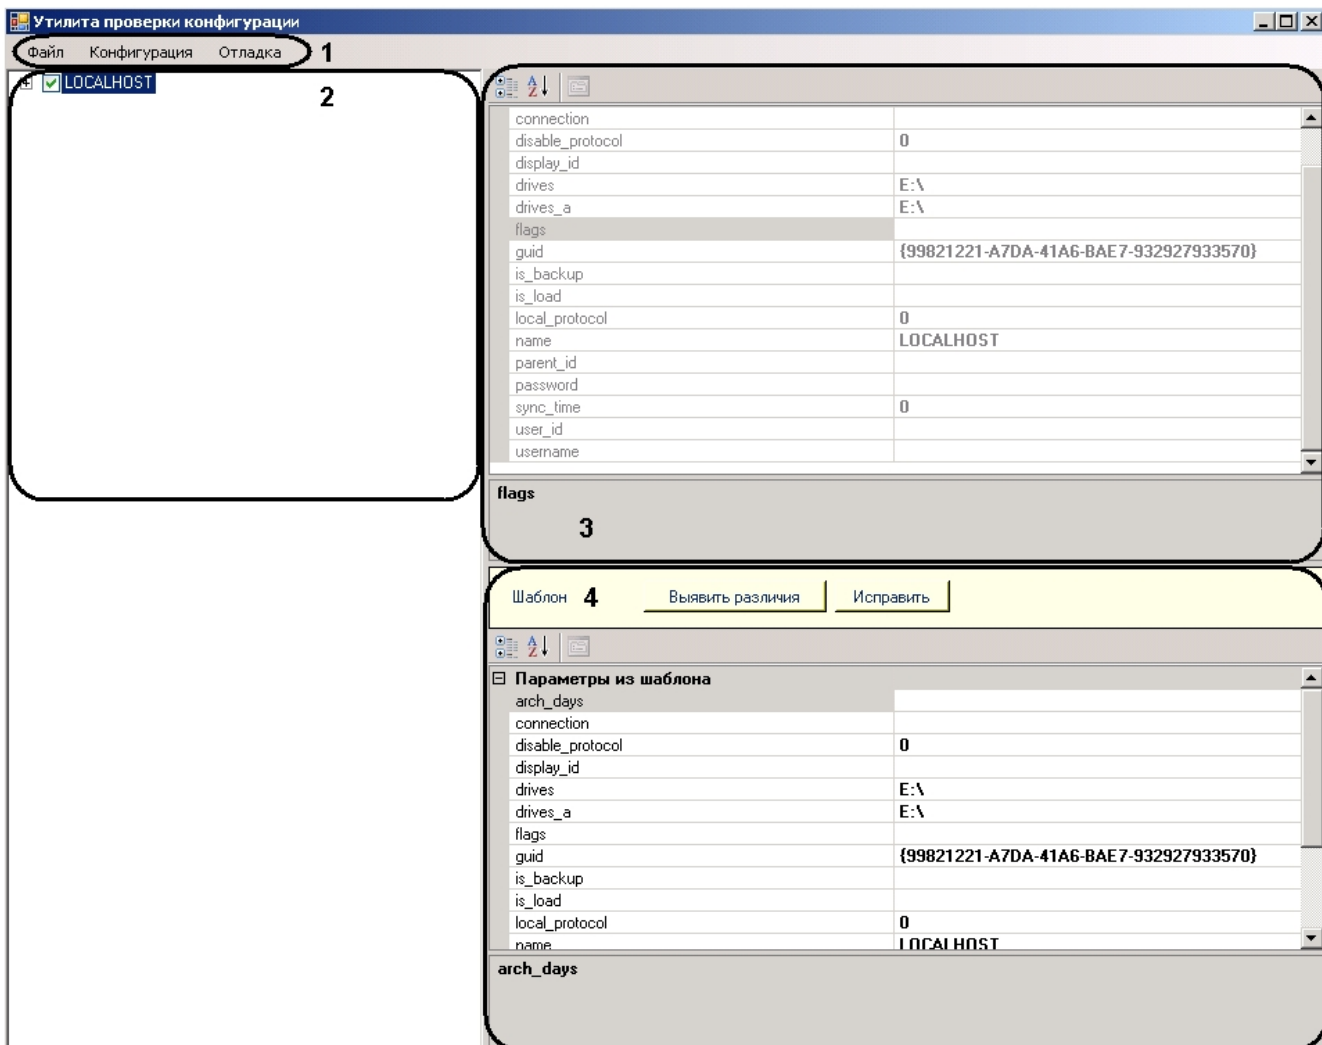 Утилита проверки конфигурации
Файл Конфигурация Отладка 1
LOCALHOST
2
connection
disable_protocol 0
display_id
drives E:\
drives_a E:\
flags
guid {99821221-A7DA-41A6-BAE7-932927933570}
is_backup
is_load
local_protocol 0
name LOCALHOST
parent_id
password
sync_time 0
user_id
username
flags
3
Шаблон 4 Выявить различия Исправить
Параметры из шаблона
arch_days
connection
disable_protocol 0
display_id
drives E:\
drives_a E:\
flags
guid {99821221-A7DA-41A6-BAE7-932927933570}
is_backup
is_load
local_protocol 0
name LOCALHOST
arch_days